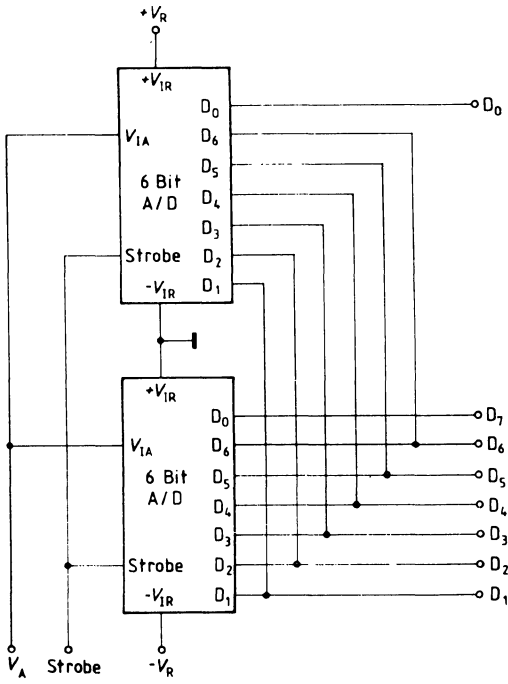 +V_R
+V_IR
D_0
D_0
D_6
V_IA
D_5
6 Bit
A/D
D_4
D_3
Strobe
D_2
-V_IR
D_1
+V_IR
D_0
D_7
V_IA
D_6
D_6
6 Bit
A/D
D_5
D_5
D_4
D_4
D_3
D_3
Strobe
D_2
D_2
-V_IR
D_1
D_1
V_A
Strobe
-V_R